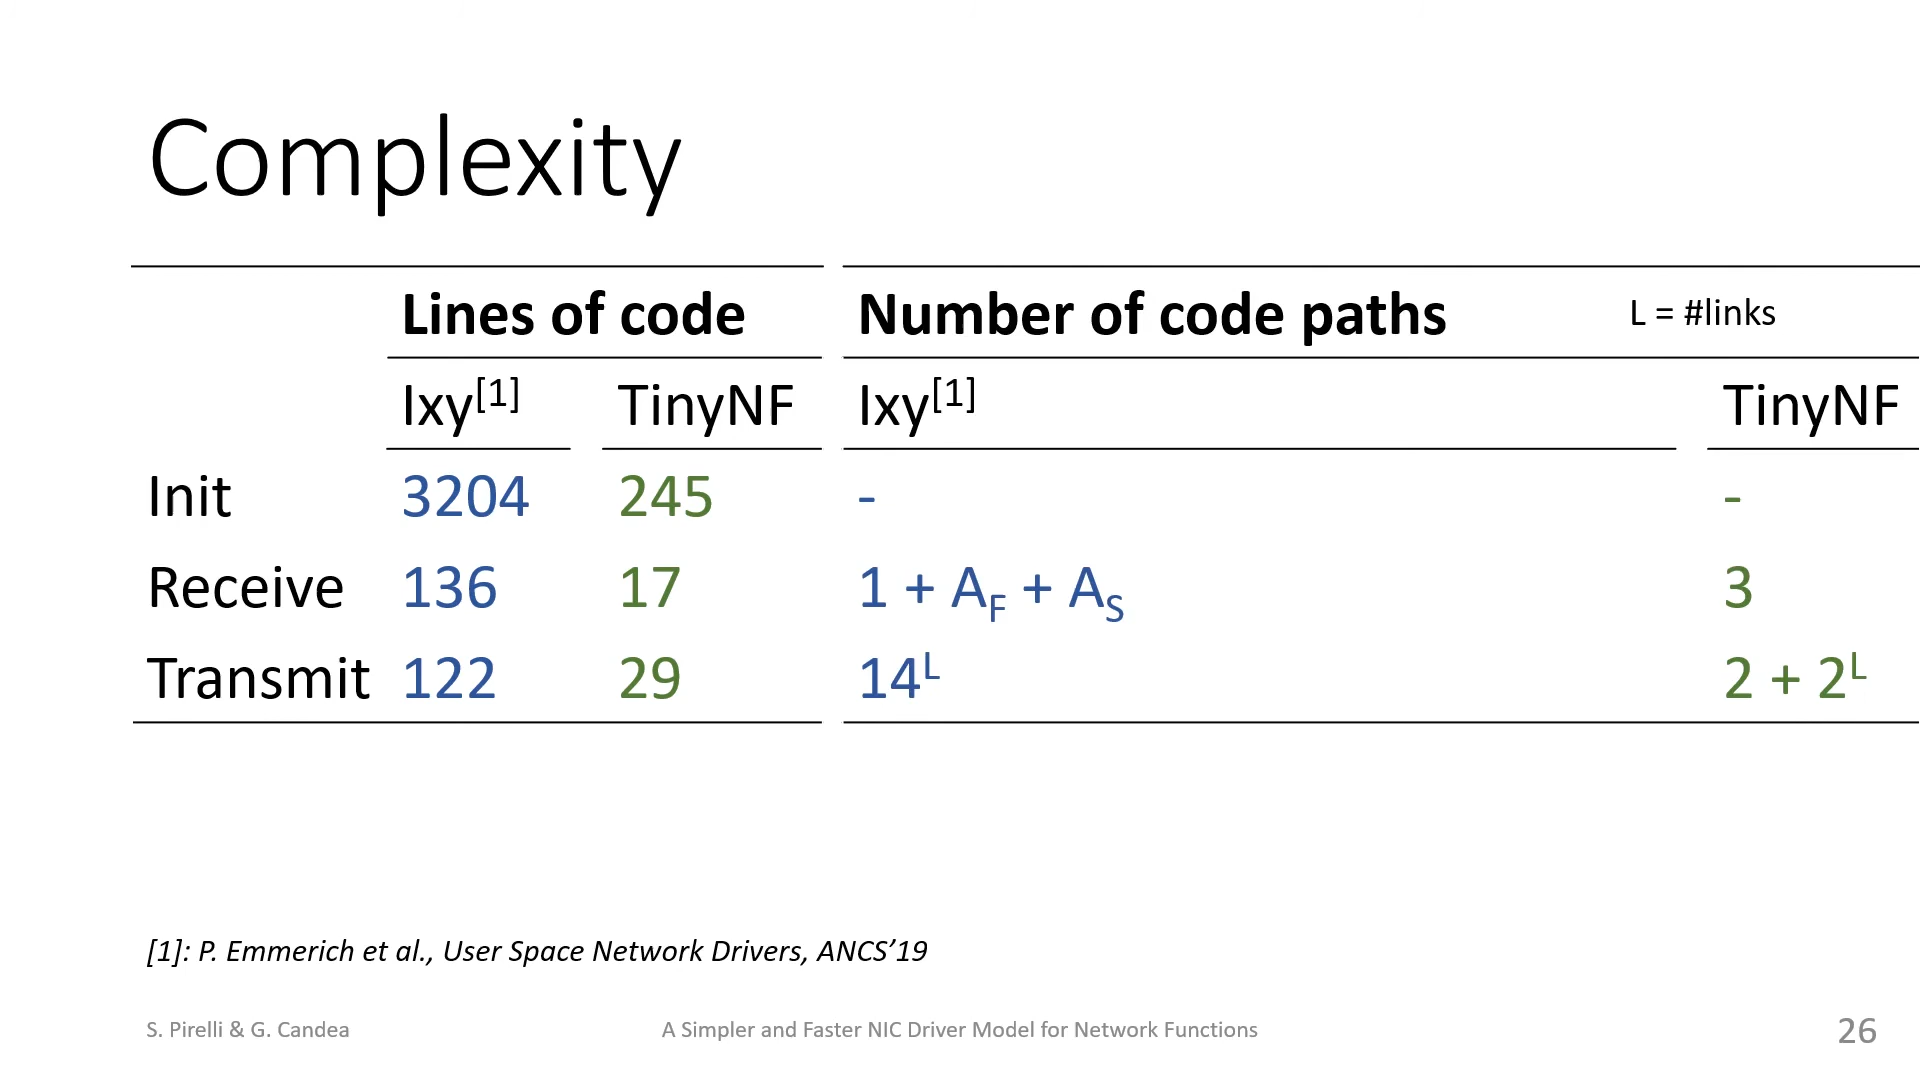 Complexity
Lines of code Number of code paths L = #links
Ixy[1] TinyNF Ixy[1] TinyNF
Init 3204 245 - -
Receive 136 17 1 + AF + AS 3
Transmit 122 29 14L 2 + 2L
[1]: P. Emmerich et al., User Space Network Drivers, ANCS’19
S. Pirelli & G. Candea A Simpler and Faster NIC Driver Model for Network Functions 26